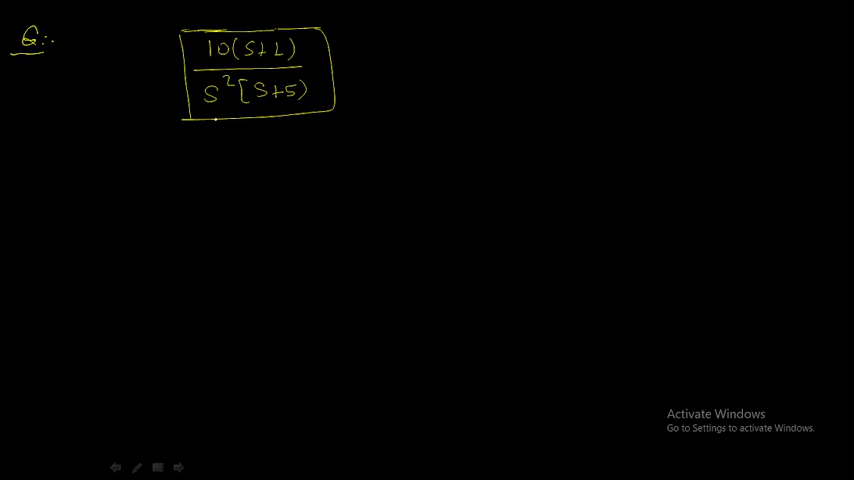 Q:.
10(S+1)
S²[S+5)
Activate Windows
Go to Settings to activate Windows.